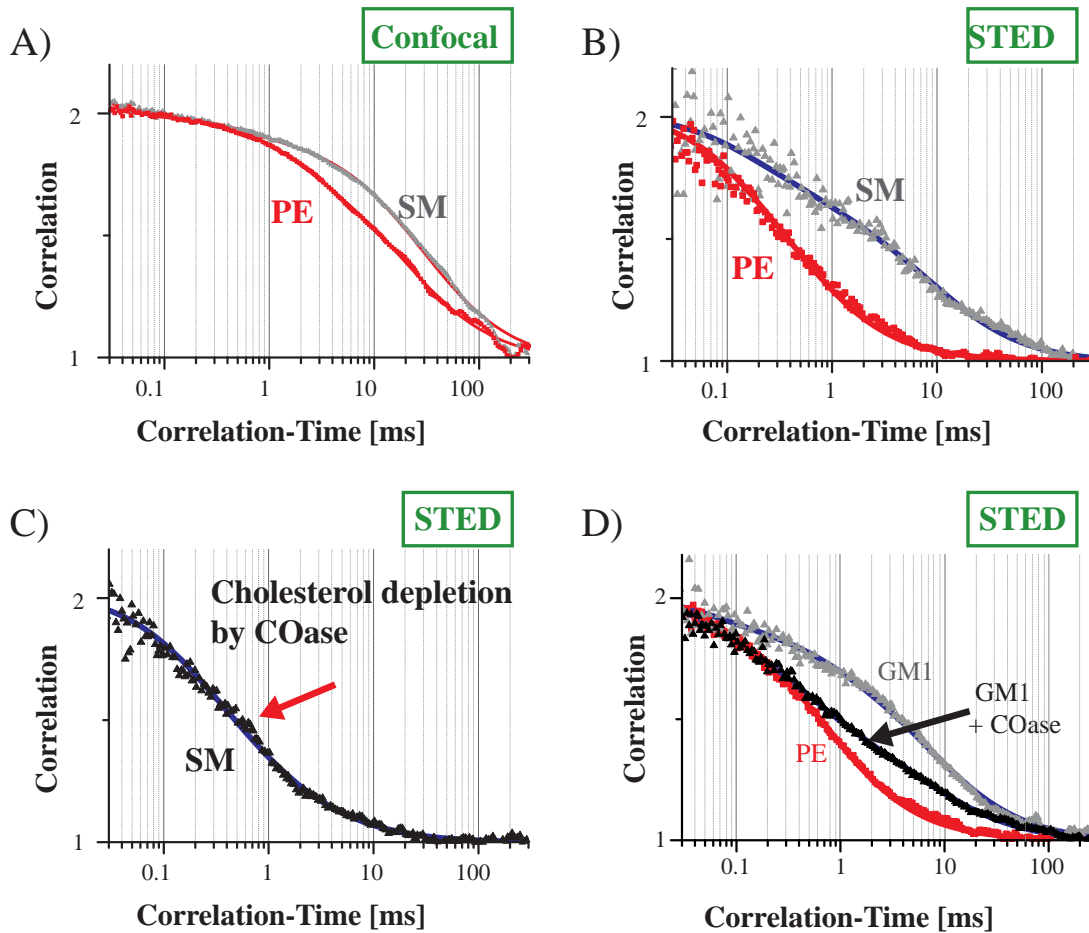 A)
Confocal
2
1
Correlation
PE
SM
0.1
1
10
100
Correlation-Time [ms]
B)
STED
2
1
Correlation
SM
PE
0.1
1
10
100
Correlation-Time [ms]
C)
STED
2
1
Correlation
Cholesterol depletion
by COase
SM
0.1
1
10
100
Correlation-Time [ms]
D)
STED
2
1
Correlation
GM1
GM1
+ COase
PE
0.1
1
10
100
Correlation-Time [ms]